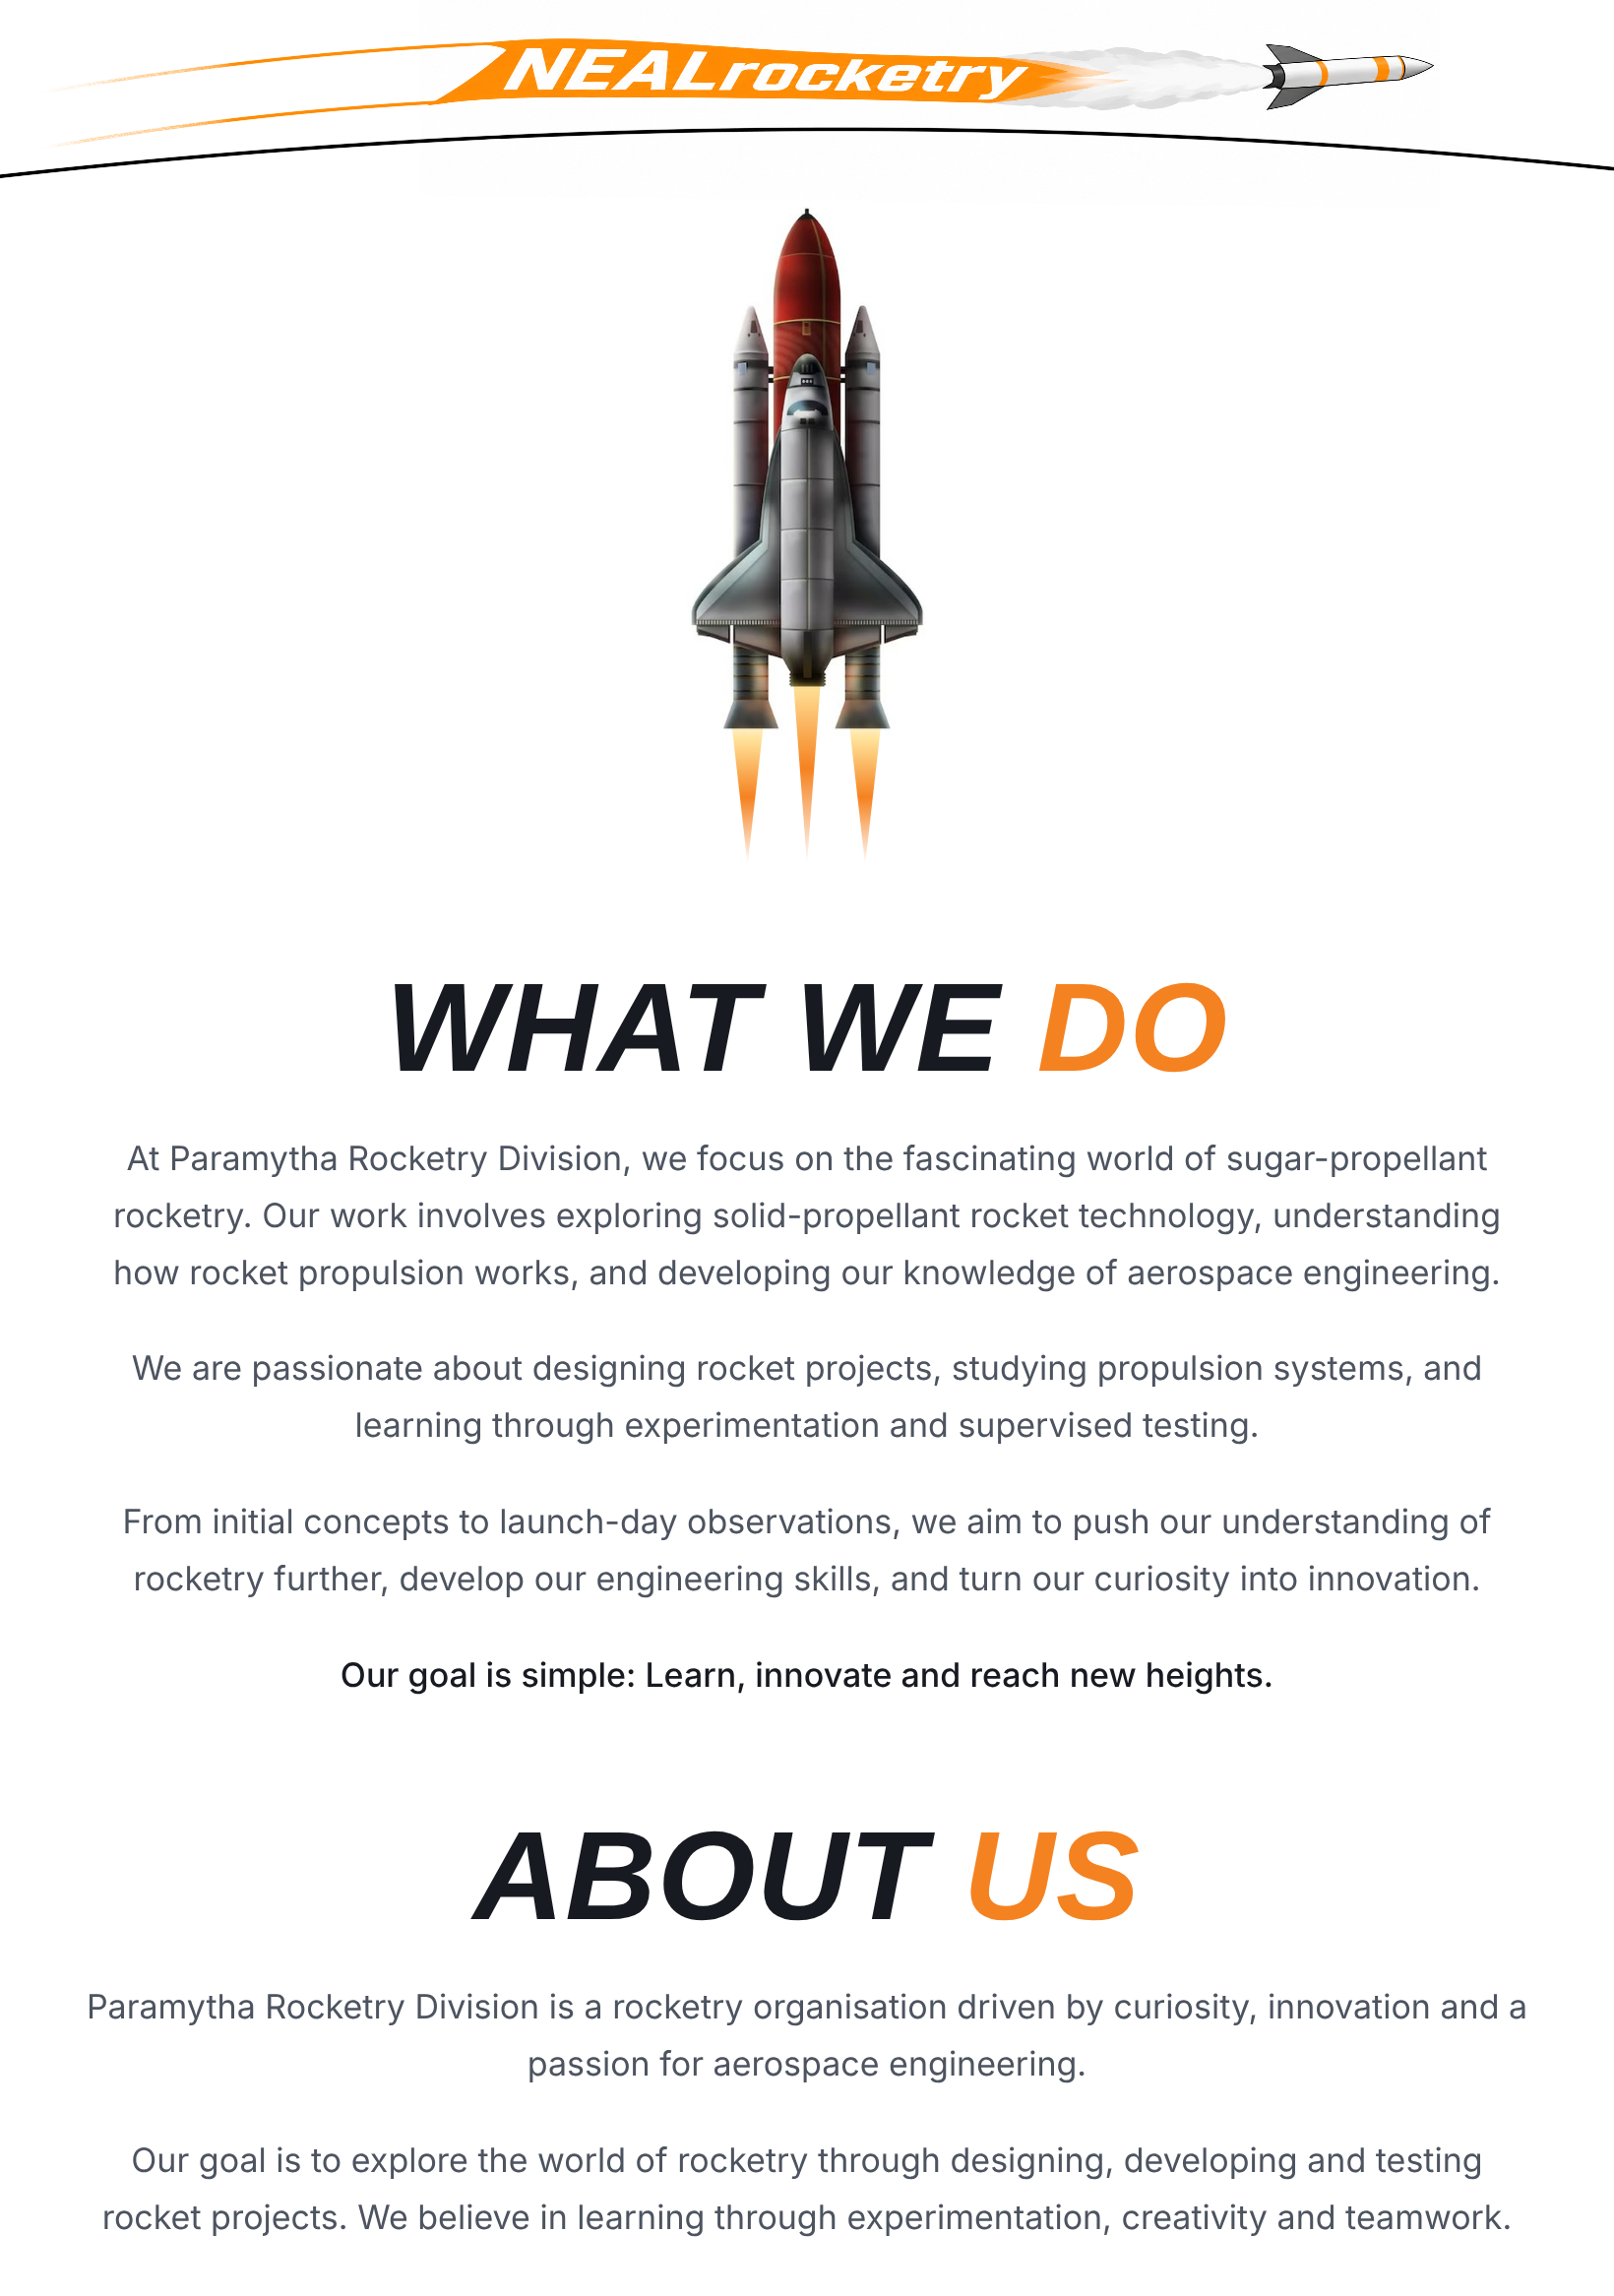 NEALrocketry
WHAT WE DO
At Paramytha Rocketry Division, we focus on the fascinating world of sugar-propellant
rocketry. Our work involves exploring solid-propellant rocket technology, understanding
how rocket propulsion works, and developing our knowledge of aerospace engineering.
We are passionate about designing rocket projects, studying propulsion systems, and
learning through experimentation and supervised testing.
From initial concepts to launch-day observations, we aim to push our understanding of
rocketry further, develop our engineering skills, and turn our curiosity into innovation.
Our goal is simple: Learn, innovate and reach new heights.
ABOUT US
Paramytha Rocketry Division is a rocketry organisation driven by curiosity, innovation and a
passion for aerospace engineering.
Our goal is to explore the world of rocketry through designing, developing and testing
rocket projects. We believe in learning through experimentation, creativity and teamwork.